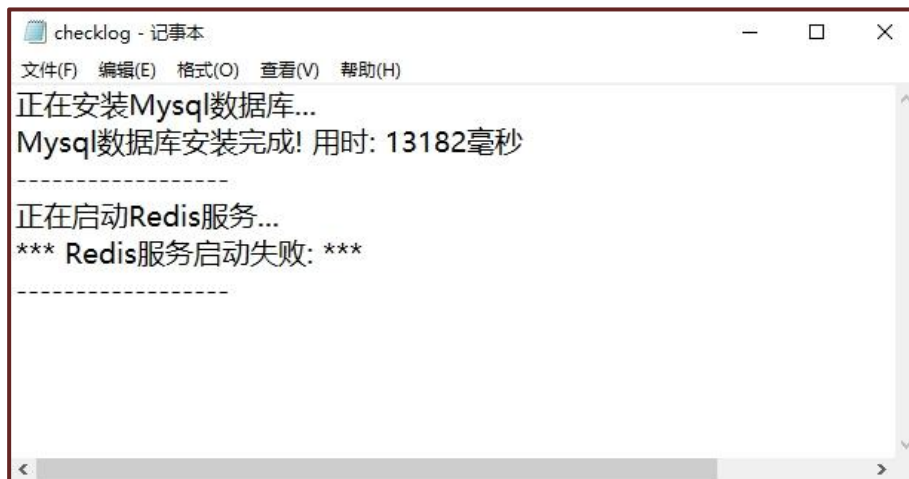 checklog - 记事本
文件(F) 编辑(E) 格式(O) 查看(V) 帮助(H)
正在安装Mysql数据库...
Mysql数据库安装完成! 用时: 13182毫秒
------------------
正在启动Redis服务...
*** Redis服务启动失败: ***
------------------